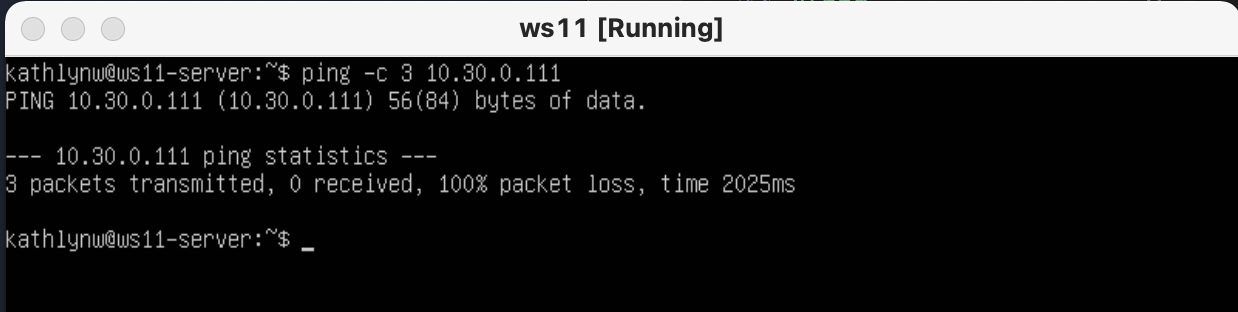 ws11 [Running]
kathlynw@ws11-server:~$ ping -c 3 10.30.0.111
PING 10.30.0.111 (10.30.0.111) 56(84) bytes of data.
--- 10.30.0.111 ping statistics ---
3 packets transmitted, 0 received, 100% packet loss, time 2025ms
kathlynw@ws11-server:~$ _